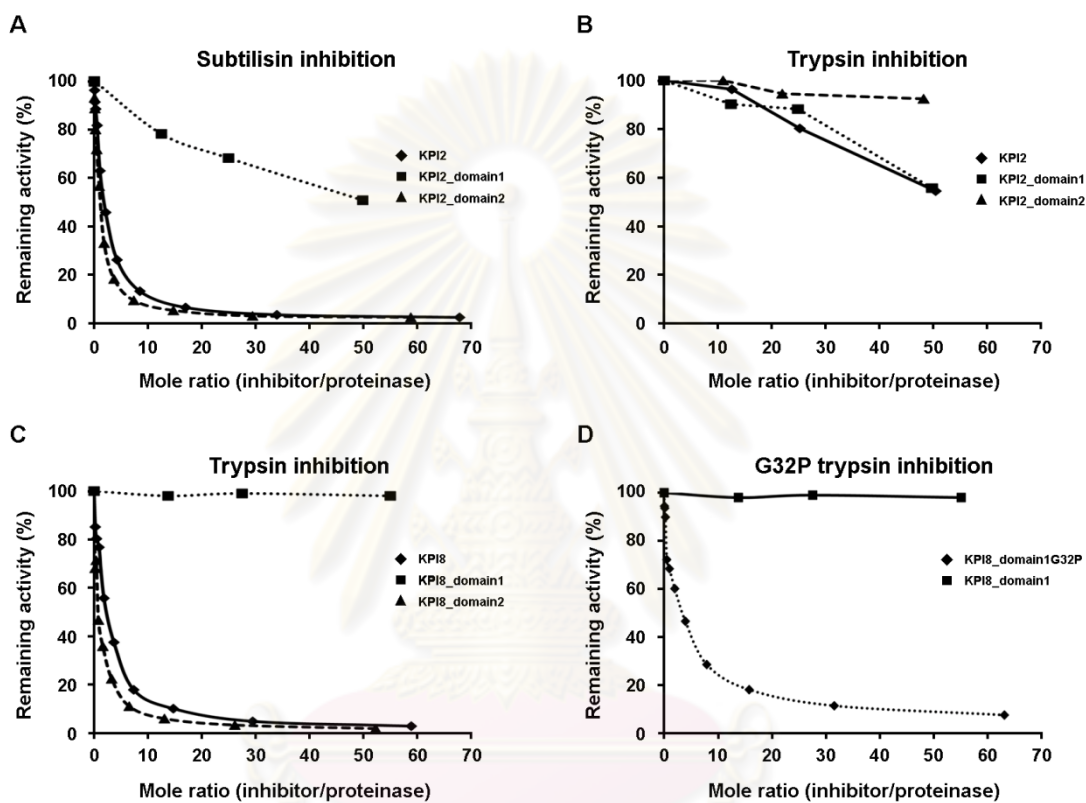 A
Subtilisin inhibition
100
80
60
40
20
0
Remaining activity (%)
KPI2
KPI2_domain1
KPI2_domain2
0 10 20 30 40 50 60 70
Mole ratio (inhibitor/proteinase)
B
Trypsin inhibition
100
80
60
40
20
0
Remaining activity (%)
KPI2
KPI2_domain1
KPI2_domain2
0 10 20 30 40 50 60 70
Mole ratio (inhibitor/proteinase)
C
Trypsin inhibition
100
80
60
40
20
0
Remaining activity (%)
KPI8
KPI8_domain1
KPI8_domain2
0 10 20 30 40 50 60 70
Mole ratio (inhibitor/proteinase)
D
G32P trypsin inhibition
100
80
60
40
20
0
Remaining activity (%)
KPI8_domain1G32P
KPI8_domain1
0 10 20 30 40 50 60 70
Mole ratio (inhibitor/proteinase)